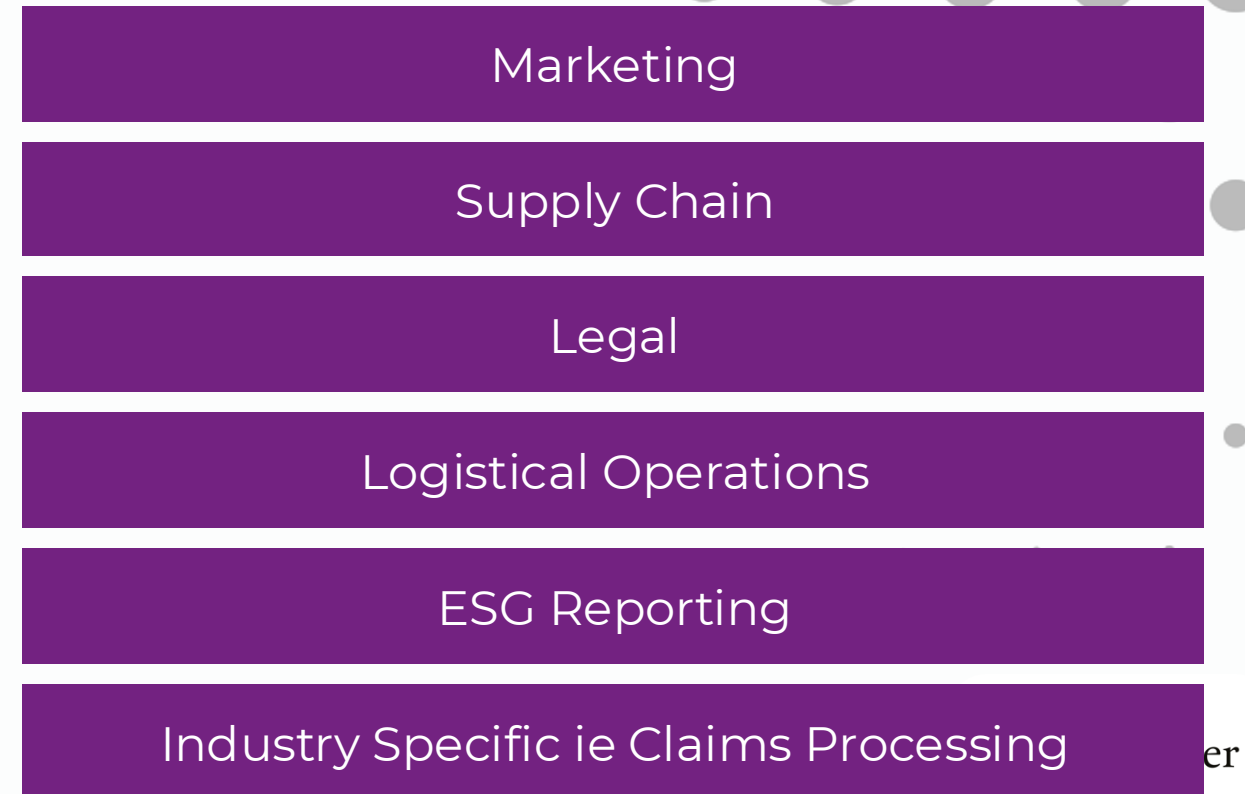 Marketing
Supply Chain
Legal
Logistical Operations
ESG Reporting
Industry Specific ie Claims Processing
er